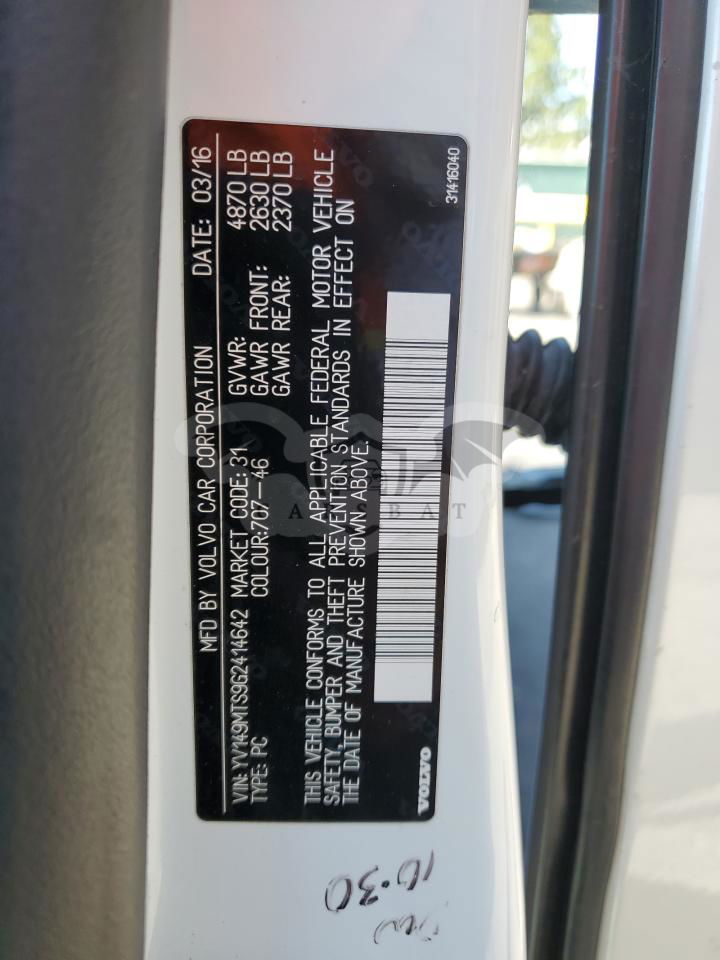 MFD BY VOLVO CAR CORPORATION DATE: 03/16
VIN: YV149MTS9G2414642 MARKET CODE: 31 GVWR: 4870 LB
TYPE: PC COLOUR:707-46 GAWR FRONT: 2630 LB
GAWR REAR: 2370 LB
THIS VEHICLE CONFORMS TO ALL APPLICABLE FEDERAL MOTOR VEHICLE
SAFETY, BUMPER AND THEFT PREVENTION STANDARDS IN EFFECT ON
THE DATE OF MANUFACTURE SHOWN ABOVE.
VOLVO
31416040
10-30